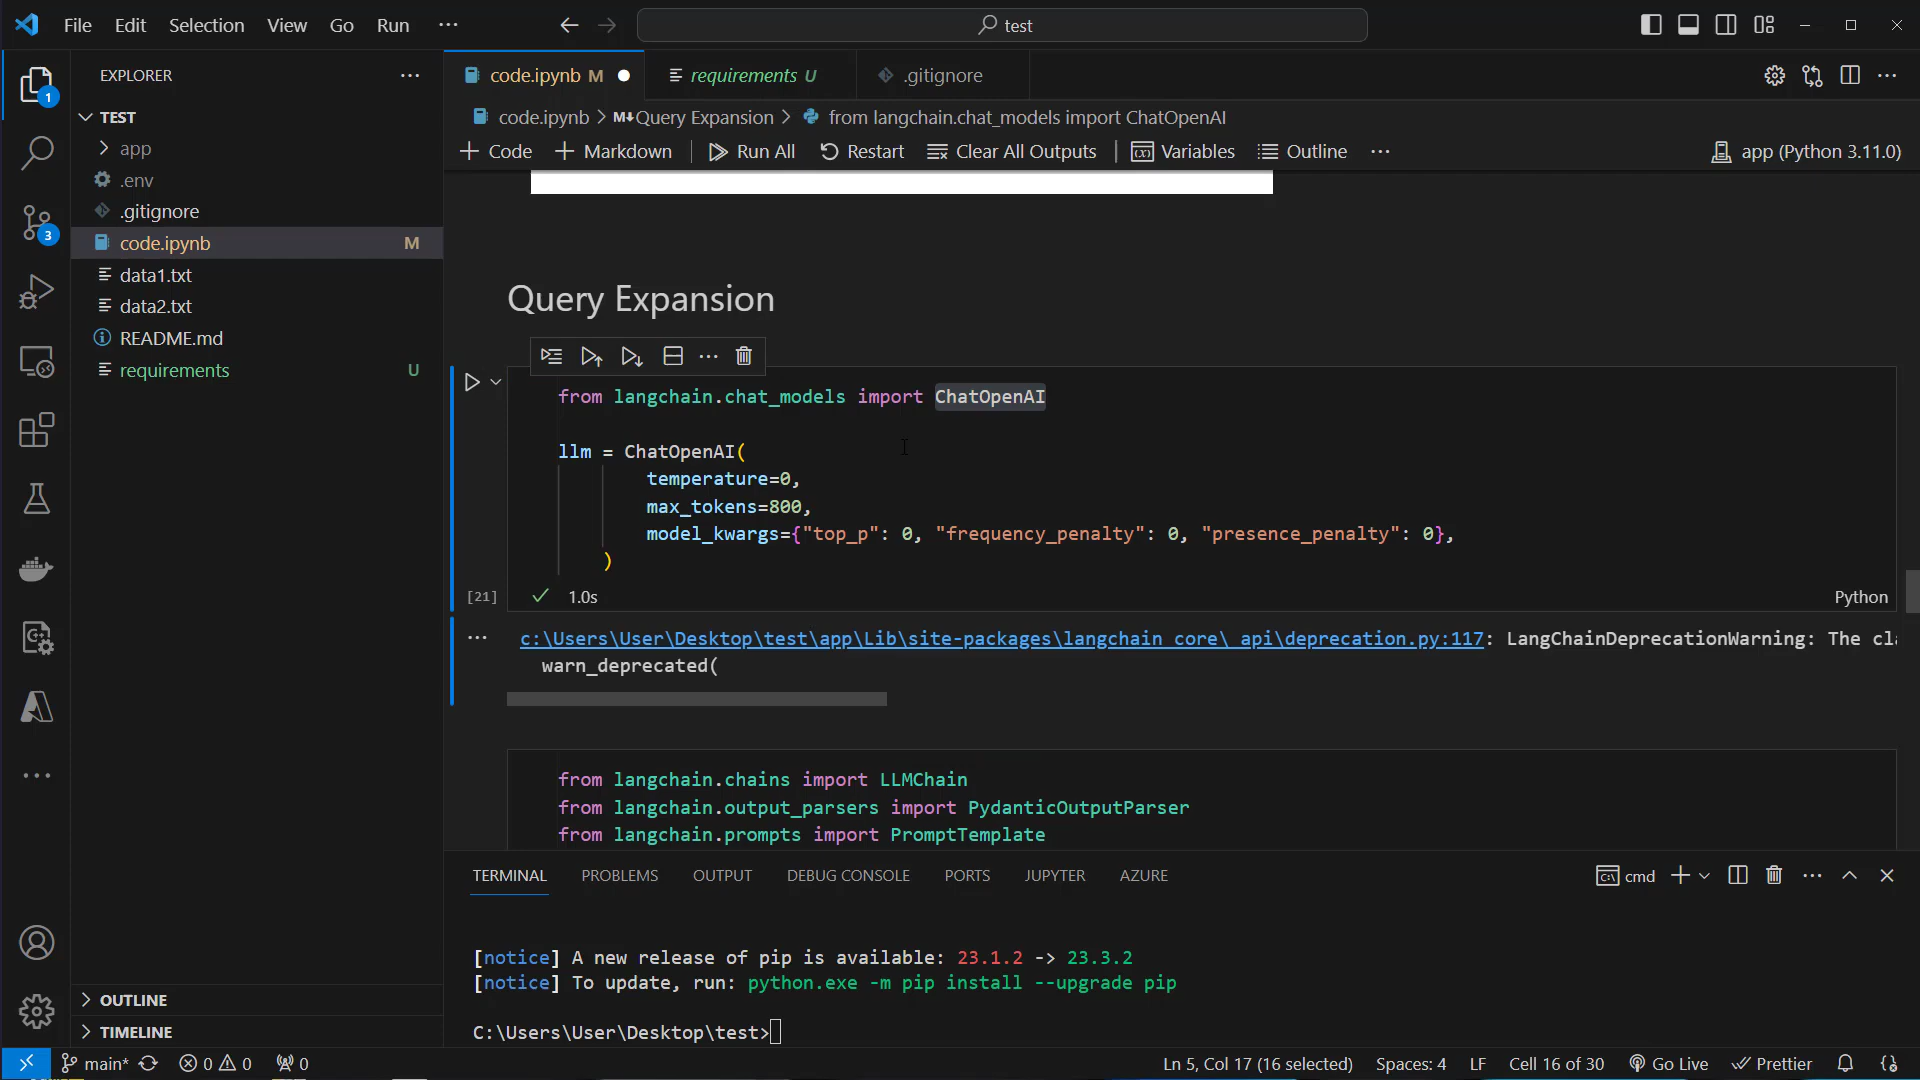 File Edit Selection View Go Run ··· test
EXPLORER ···
TEST
app
.env
.gitignore
code.ipynb M
data1.txt
data2.txt
README.md
requirements U
OUTLINE
TIMELINE
1
3
code.ipynb M requirements U .gitignore
code.ipynb > M↓Query Expansion > from langchain.chat_models import ChatOpenAI
+ Code + Markdown Run All Restart Clear All Outputs Variables Outline ··· app (Python 3.11.0)
Query Expansion
from langchain.chat_models import ChatOpenAI
llm = ChatOpenAI(
temperature=0,
max_tokens=800,
model_kwargs={"top_p": 0, "frequency_penalty": 0, "presence_penalty": 0},
)
[21] 1.0s Python
c:\Users\User\Desktop\test\app\Lib\site-packages\langchain_core\_api\deprecation.py:117: LangChainDeprecationWarning: The cla
warn_deprecated(
from langchain.chains import LLMChain
from langchain.output_parsers import PydanticOutputParser
from langchain.prompts import PromptTemplate
TERMINAL PROBLEMS OUTPUT DEBUG CONSOLE PORTS JUPYTER AZURE cmd
[notice] A new release of pip is available: 23.1.2 -> 23.3.2
[notice] To update, run: python.exe -m pip install --upgrade pip
C:\Users\User\Desktop\test>
main* 0 0 0 Ln 5, Col 17 (16 selected) Spaces: 4 LF Cell 16 of 30 Go Live Prettier